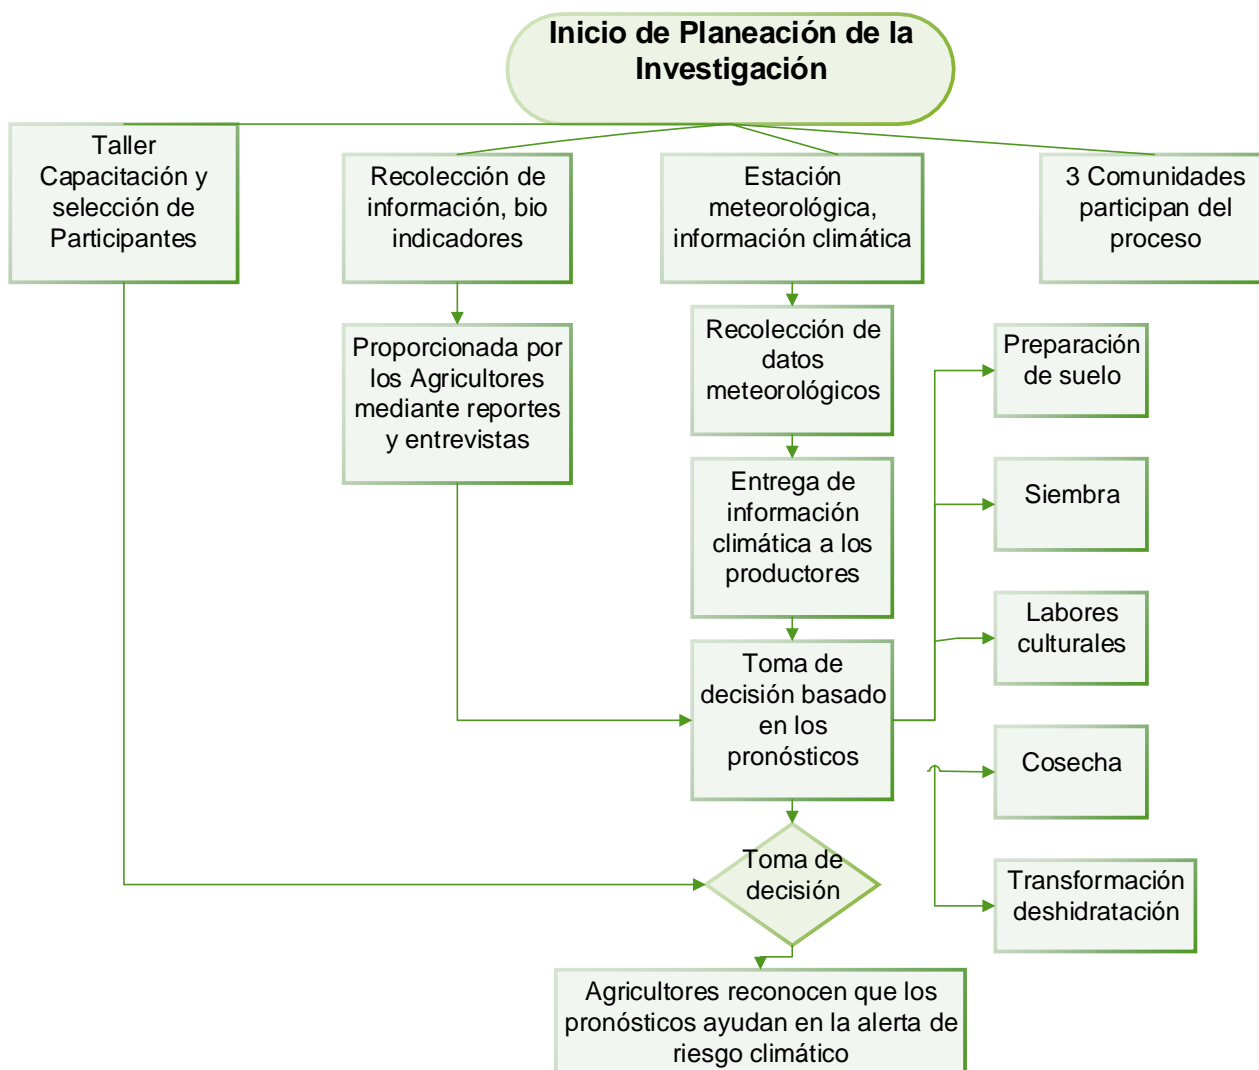 Inicio de Planeación de la
Investigación
Taller
Capacitación y
selección de
Participantes
Recolección de
información, bio
indicadores
Estación
meteorológica,
información climática
3 Comunidades
participan del
proceso
Proporcionada por
los Agricultores
mediante reportes
y entrevistas
Recolección de
datos
meteorológicos
Entrega de
información
climática a los
productores
Toma de
decisión basado
en los
pronósticos
Preparación
de suelo
Siembra
Labores
culturales
Cosecha
Transformación
deshidratación
Toma de
decisión
Agricultores reconocen que los
pronósticos ayudan en la alerta de
riesgo climático